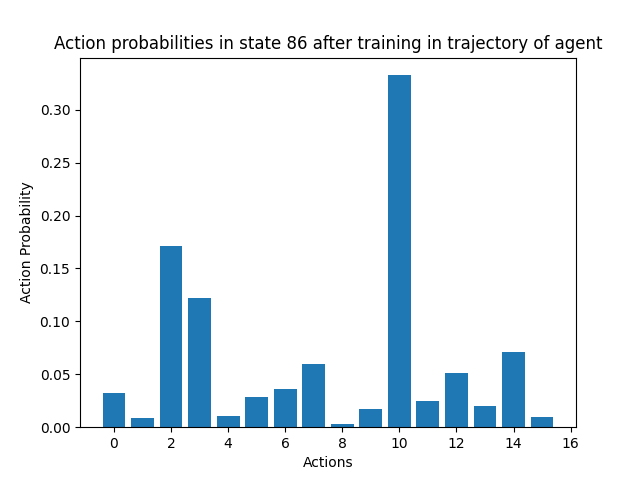 Action probabilities in state 86 after training in trajectory of agent
0.30
0.25
0.20
0.15
0.10
0.05
0.00
Action Probability
0 2 4 6 8 10 12 14 16
Actions